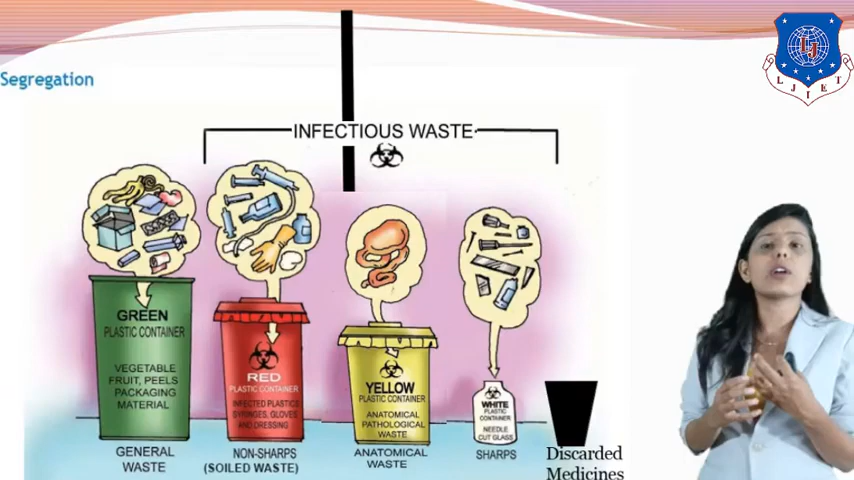 Segregation
LJIET
INFECTIOUS WASTE
GREEN
PLASTIC CONTAINER
VEGETABLE
FRUIT, PEELS
PACKAGING
MATERIAL
GENERAL
WASTE
RED
PLASTIC CONTAINER
INFECTED PLASTICS
SYRINGES, GLOVES
AND DRESSING
NON-SHARPS
(SOILED WASTE)
YELLOW
PLASTIC CONTAINER
ANATOMICAL
PATHOLOGICAL
WASTE
ANATOMICAL
WASTE
WHITE
PLASTIC
CONTAINER
NEEDLE
CUT GLASS
SHARPS
Discarded
Medicines